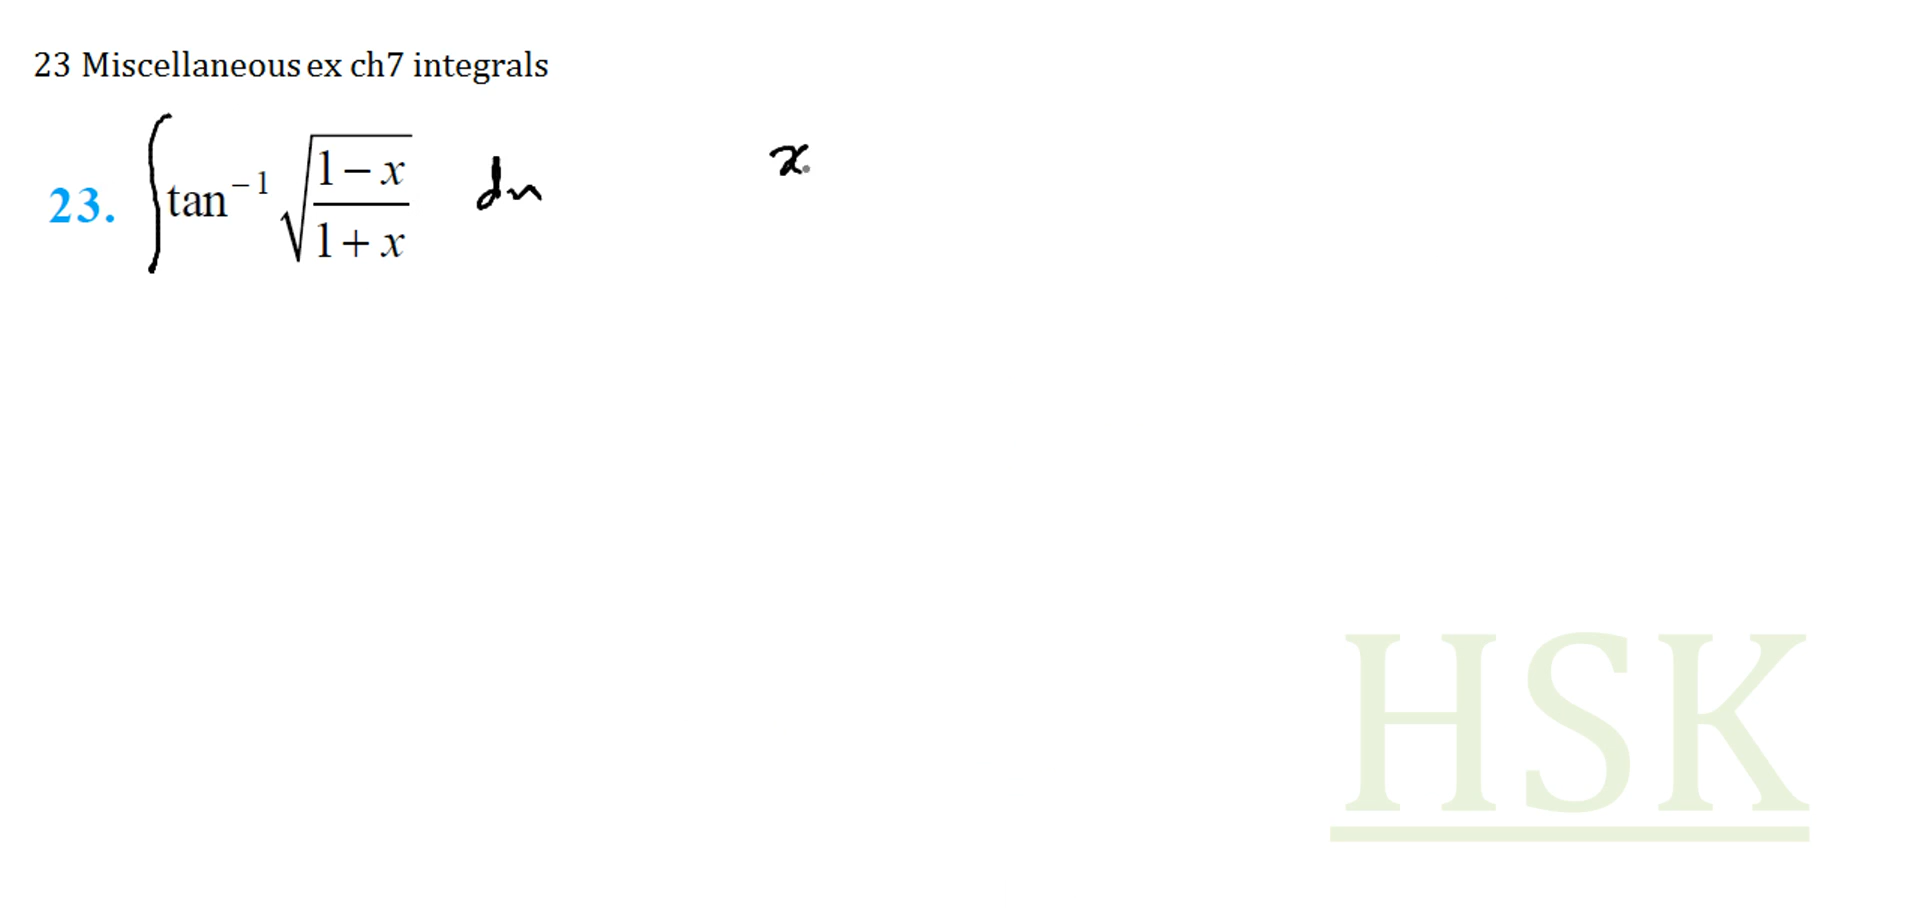 23 Miscellaneous ex ch7 integrals
23. ∫ tan⁻¹ √((1 − x)/(1 + x)) dx
x
HSK